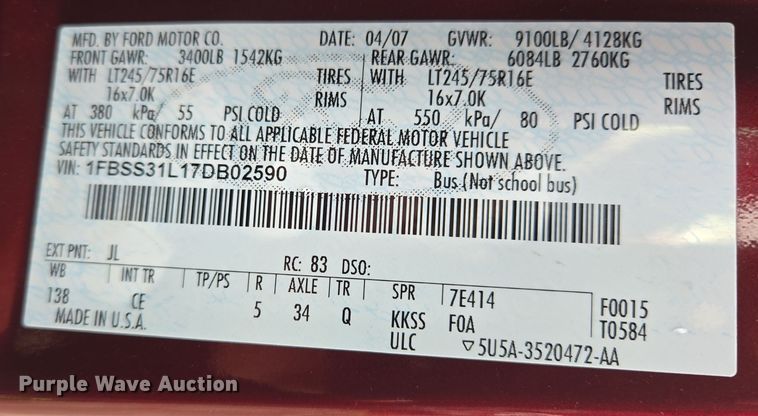 MFD. BY FORD MOTOR CO. DATE: 04/07 GVWR: 9100LB/ 4128KG
FRONT GAWR: 3400LB 1542KG REAR GAWR: 6084LB 2760KG
WITH LT245/75R16E TIRES WITH LT245/75R16E TIRES
16x7.0K RIMS 16x7.0K RIMS
AT 380 kPa/ 55 PSI COLD AT 550 kPa/ 80 PSI COLD
THIS VEHICLE CONFORMS TO ALL APPLICABLE FEDERAL MOTOR VEHICLE
SAFETY STANDARDS IN EFFECT ON THE DATE OF MANUFACTURE SHOWN ABOVE.
VIN: 1FBSS31L17DB02590 TYPE: Bus (Not school bus)
EXT PNT: JL RC: 83 DSO:
WB INT TR TP/PS R AXLE TR SPR 7E414 F0015
138 CE 5 34 Q KKSS FOA T0584
MADE IN U.S.A. ULC ▽5U5A-3520472-AA
Purple Wave Auction